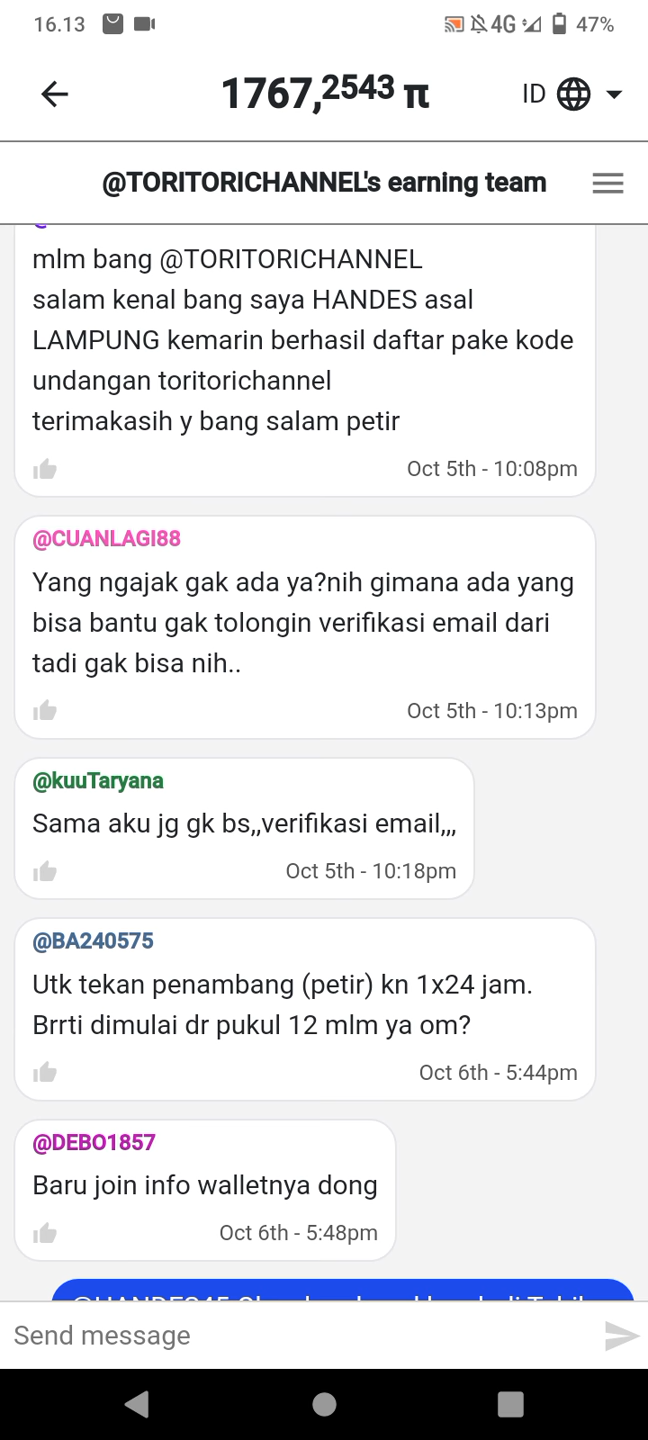 16.13
4G
47%
1767,2543 π
ID
@TORITORICHANNEL's earning team
mlm bang @TORITORICHANNEL
salam kenal bang saya HANDES asal
LAMPUNG kemarin berhasil daftar pake kode
undangan toritorichannel
terimakasih y bang salam petir
Oct 5th - 10:08pm
@CUANLAGI88
Yang ngajak gak ada ya?nih gimana ada yang
bisa bantu gak tolongin verifikasi email dari
tadi gak bisa nih..
Oct 5th - 10:13pm
@kuuTaryana
Sama aku jg gk bs,,verifikasi email,,,
Oct 5th - 10:18pm
@BA240575
Utk tekan penambang (petir) kn 1x24 jam.
Brrti dimulai dr pukul 12 mlm ya om?
Oct 6th - 5:44pm
@DEBO1857
Baru join info walletnya dong
Oct 6th - 5:48pm
Send message